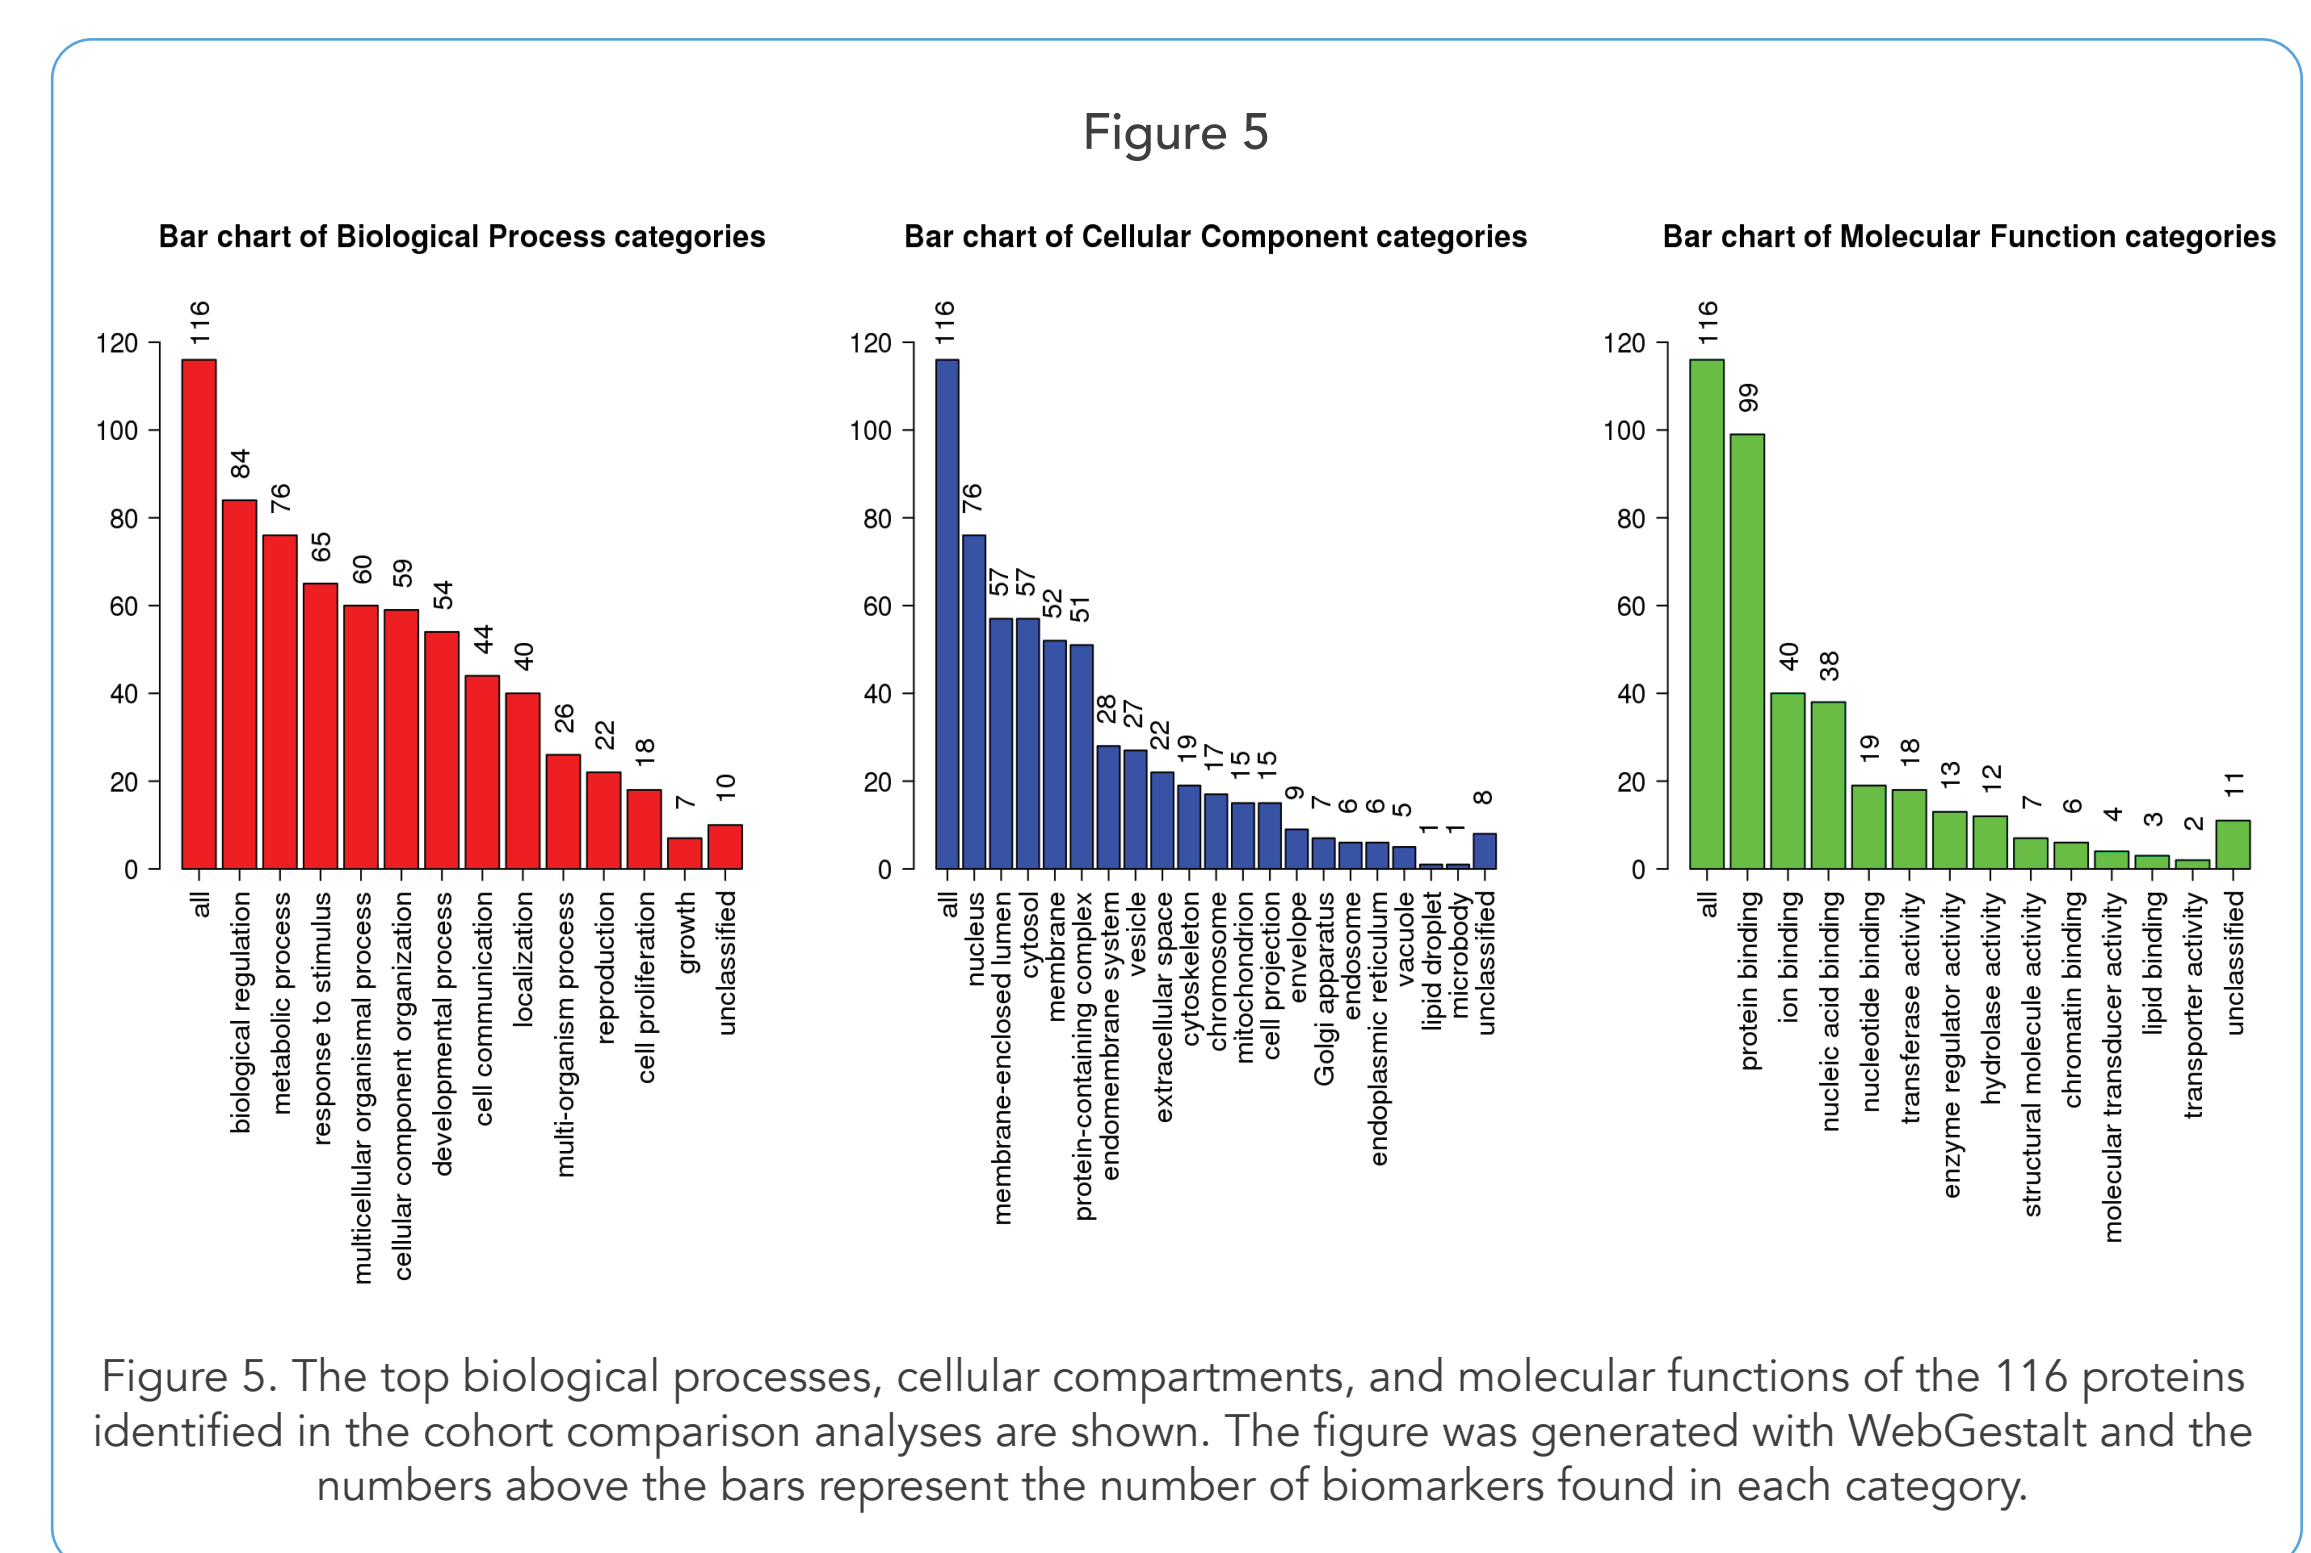 Figure 5
Bar chart of Biological Process categories
120
100
80
60
40
20
0
116
84
76
65
60
59
54
44
40
26
22
18
7
10
all
biological regulation
metabolic process
response to stimulus
multicellular organismal process
cellular component organization
developmental process
cell communication
localization
multi-organism process
reproduction
cell proliferation
growth
unclassified
Bar chart of Cellular Component categories
120
100
80
60
40
20
0
116
76
57
57
52
51
28
27
22
19
17
15
15
9
7
6
6
5
1
1
8
all
nucleus
membrane-enclosed lumen
cytosol
membrane
protein-containing complex
endomembrane system
vesicle
extracellular space
cytoskeleton
chromosome
mitochondrion
cell projection
envelope
Golgi apparatus
endosome
endoplasmic reticulum
vacuole
lipid droplet
microbody
unclassified
Bar chart of Molecular Function categories
120
100
80
60
40
20
0
116
99
40
38
19
18
13
12
7
6
4
3
2
11
all
protein binding
ion binding
nucleic acid binding
nucleotide binding
transferase activity
enzyme regulator activity
hydrolase activity
structural molecule activity
chromatin binding
molecular transducer activity
lipid binding
transporter activity
unclassified
Figure 5. The top biological processes, cellular compartments, and molecular functions of the 116 proteins
identified in the cohort comparison analyses are shown. The figure was generated with WebGestalt and the
numbers above the bars represent the number of biomarkers found in each category.